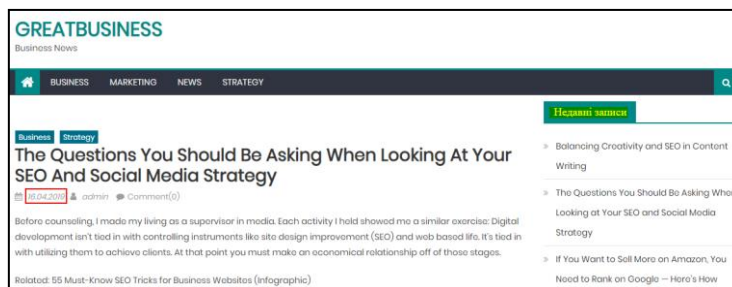 GREATBUSINESS
Business News
BUSINESS MARKETING NEWS STRATEGY
Business Strategy
The Questions You Should Be Asking When Looking At Your
SEO And Social Media Strategy
16.04.2019 admin Comment(0)
Before counseling, I made my living as a supervisor in media. Each activity I held showed me a similar exercise: Digital
development isn't tied in with controlling instruments like site design improvement (SEO) and web based life. It's tied in
with utilizing them to achieve clients. At that point you must make an economical relationship off of those stages.
Related: 55 Must-Know SEO Tricks for Business Websites (Infographic)
Недавні записи
» Balancing Creativity and SEO in Content
Writing
» The Questions You Should Be Asking When
Looking at Your SEO and Social Media
Strategy
» If You Want to Sell More on Amazon, You
Need to Rank on Google — Here's How